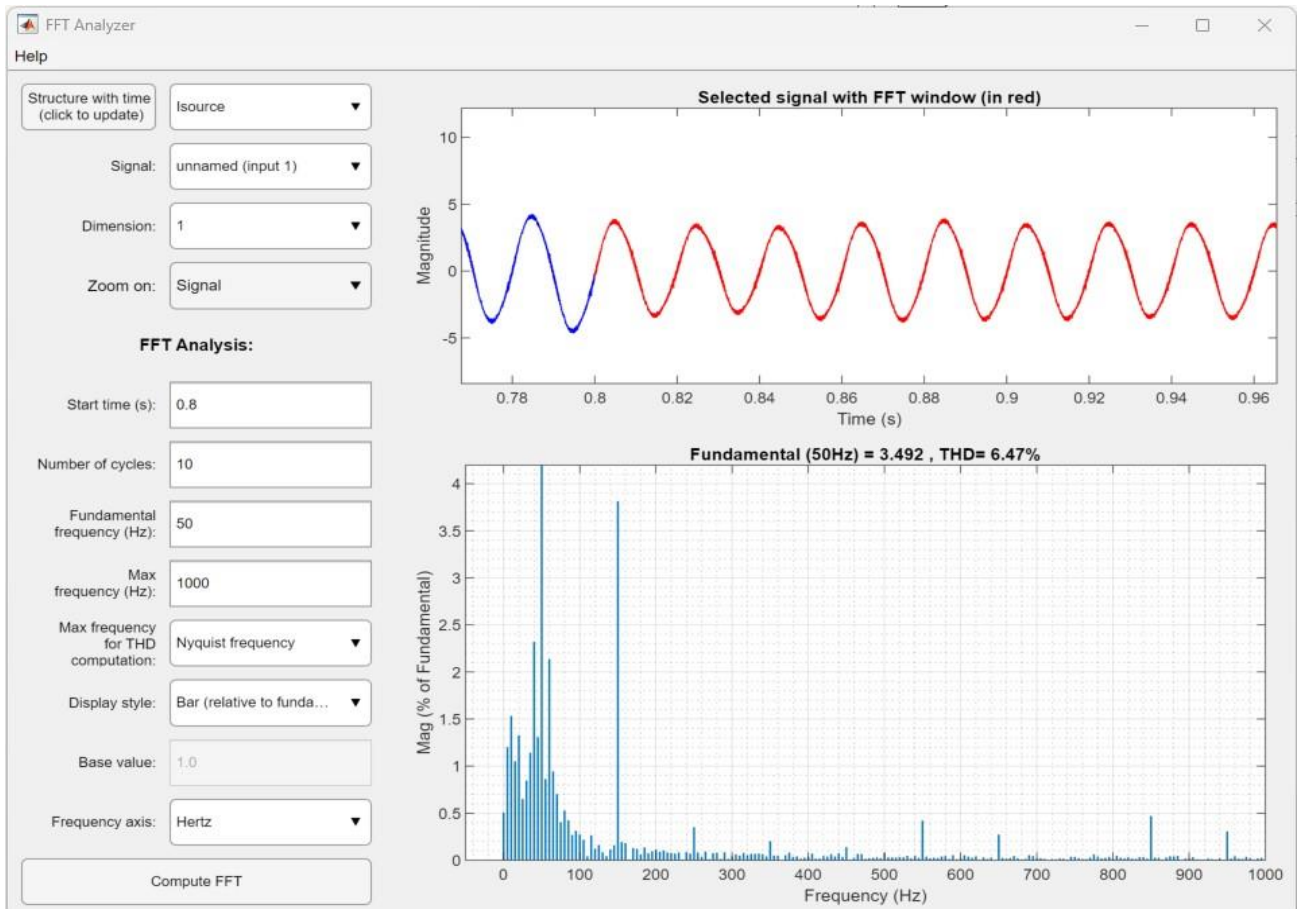 FFT Analyzer
Help
Structure with time
(click to update)
Isource
Signal:
unnamed (input 1)
Dimension:
1
Zoom on:
Signal
FFT Analysis:
Start time (s):
0.8
Number of cycles:
10
Fundamental
frequency (Hz):
50
Max
frequency (Hz):
1000
Max frequency
for THD
computation:
Nyquist frequency
Display style:
Bar (relative to funda...
Base value:
1.0
Frequency axis:
Hertz
Compute FFT
Selected signal with FFT window (in red)
Magnitude
10
5
0
-5
0.78 0.8 0.82 0.84 0.86 0.88 0.9 0.92 0.94 0.96
Time (s)
Fundamental (50Hz) = 3.492 , THD= 6.47%
Mag (% of Fundamental)
4
3.5
3
2.5
2
1.5
1
0.5
0
0 100 200 300 400 500 600 700 800 900 1000
Frequency (Hz)